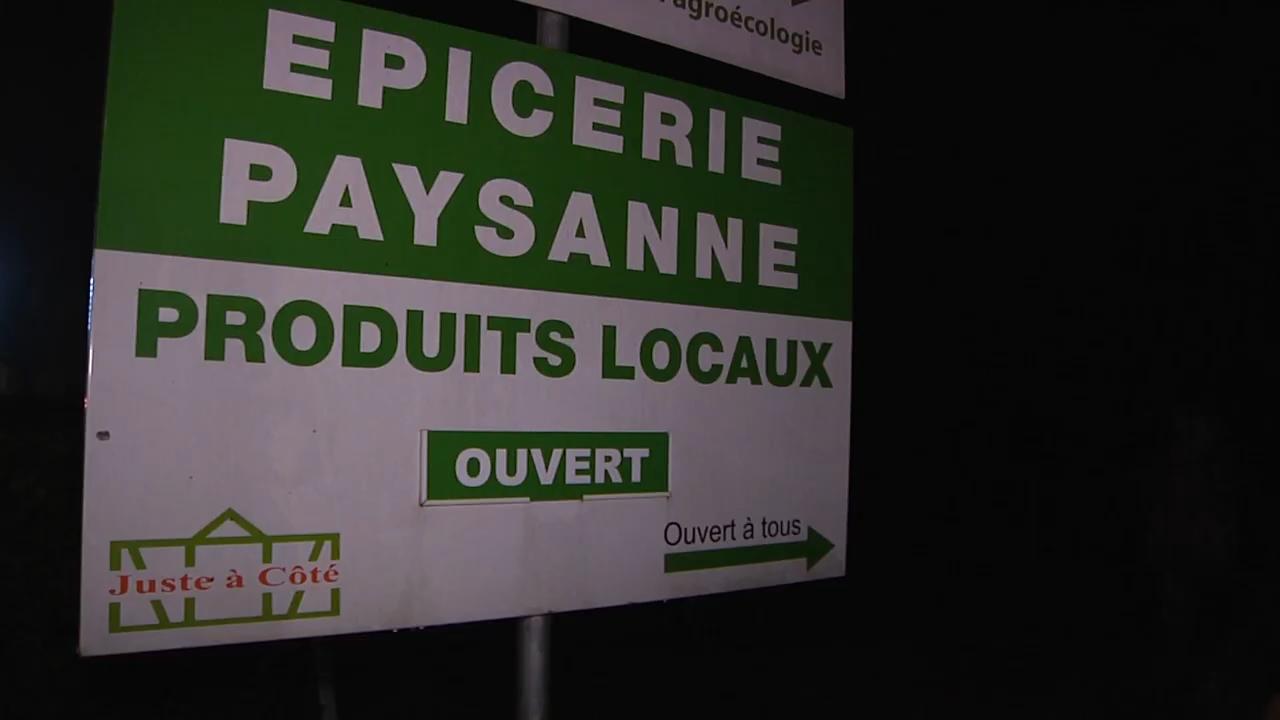 agroécologie
EPICERIE
PAYSANNE
PRODUITS LOCAUX
OUVERT
Ouvert à tous
Juste à Côté